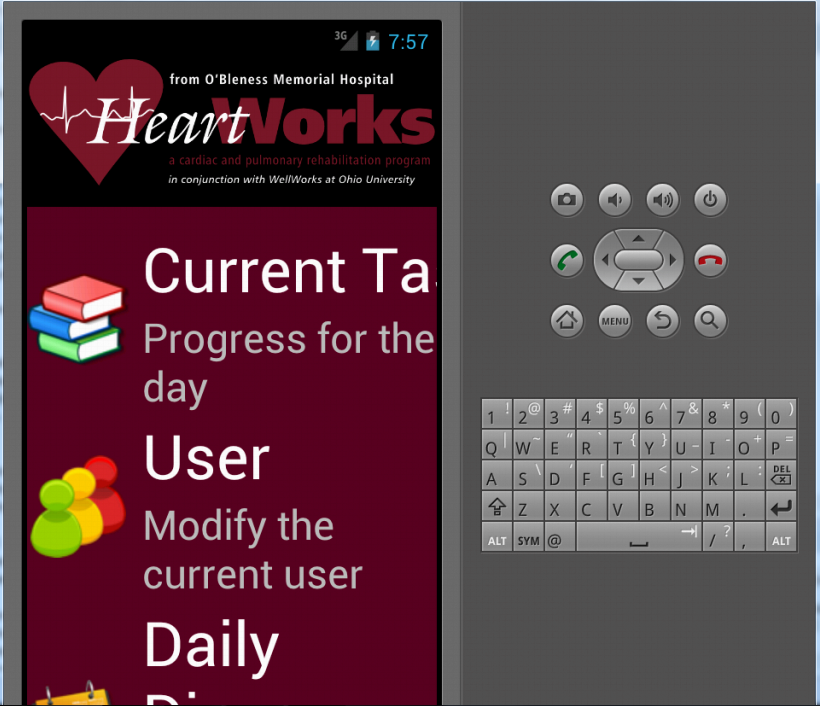 3G 7:57
from O'Bleness Memorial Hospital
HeartWorks
a cardiac and pulmonary rehabilitation program
in conjunction with WellWorks at Ohio University
Current Ta
Progress for the
day
User
Modify the
current user
Daily
MENU
1 ! 2 @ 3 # 4 $ 5 % 6 ^ 7 & 8 * 9 ( 0 )
Q | W ~ E " R ` T { Y } U _ I - O + P =
A S \ D ' F [ G ] H < J > K ; L : DEL
Z X C V B N M .
ALT SYM @ / ? , ALT